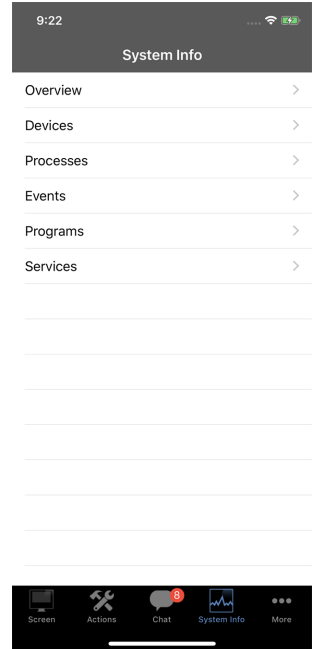 9:22
System Info
Overview
Devices
Processes
Events
Programs
Services
8
Screen Actions Chat System Info More